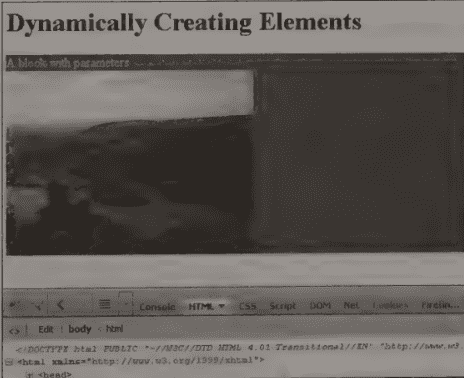 Dynamically Creating Elements
A block with parameters
Console HTML CSS Script DOM Net
Edit body < html
<!DOCTYPE html PUBLIC "-//W3C//DTD HTML 4.01 Transitional//EN" "http://www.w3.
<html xmlns="http://www.w3.org/1999/xhtml">
<head>